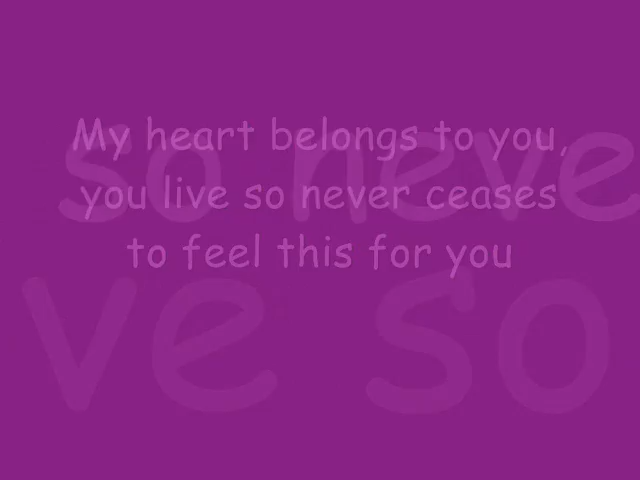 My heart belongs to you,
you live so never ceases
to feel this for you
so neve
ve so